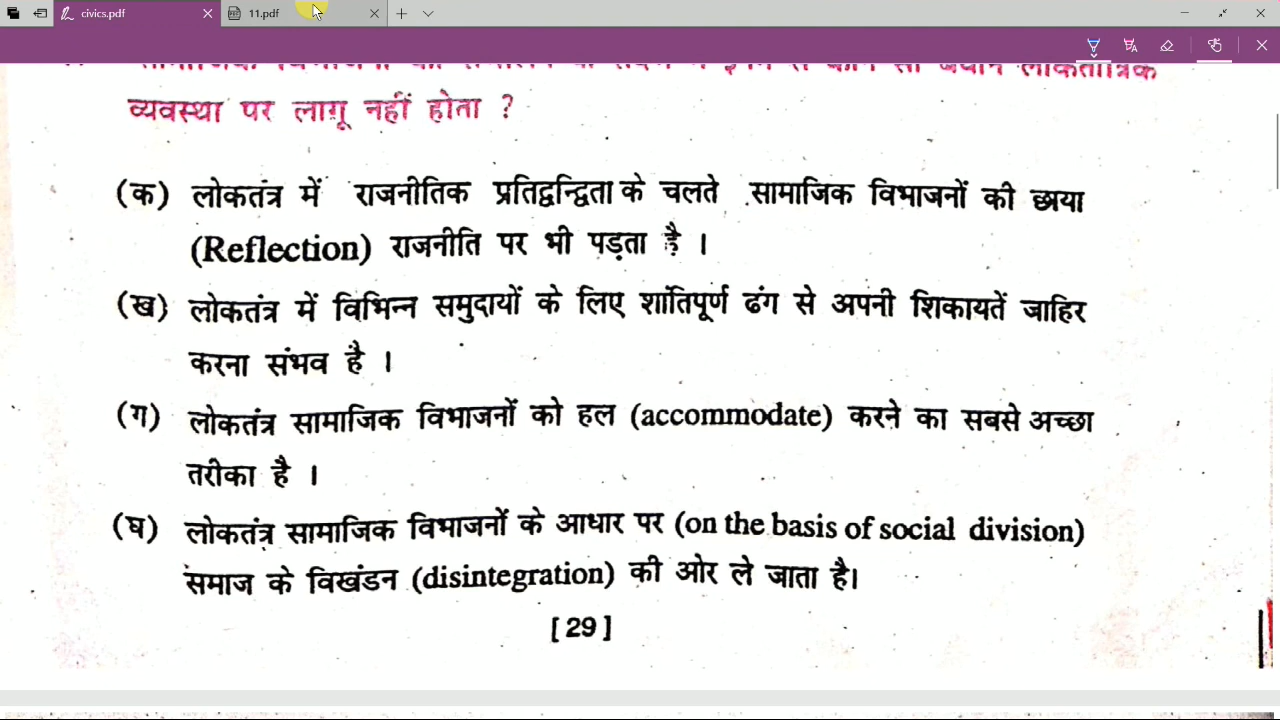 civics.pdf
11.pdf
व्यवस्था पर लागू नहीं होता ?
(क) लोकतंत्र में राजनीतिक प्रतिद्वन्द्विता के चलते सामाजिक विभाजनों की छाया
(Reflection) राजनीति पर भी पड़ता है ।
(ख) लोकतंत्र में विभिन्न समुदायों के लिए शांतिपूर्ण ढंग से अपनी शिकायतें जाहिर
करना संभव है ।
(ग) लोकतंत्र सामाजिक विभाजनों को हल (accommodate) करने का सबसे अच्छा
तरीका है ।
(घ) लोकतंत्र सामाजिक विभाजनों के आधार पर (on the basis of social division)
समाज के विखंडन (disintegration) की ओर ले जाता है।
[ 29 ]